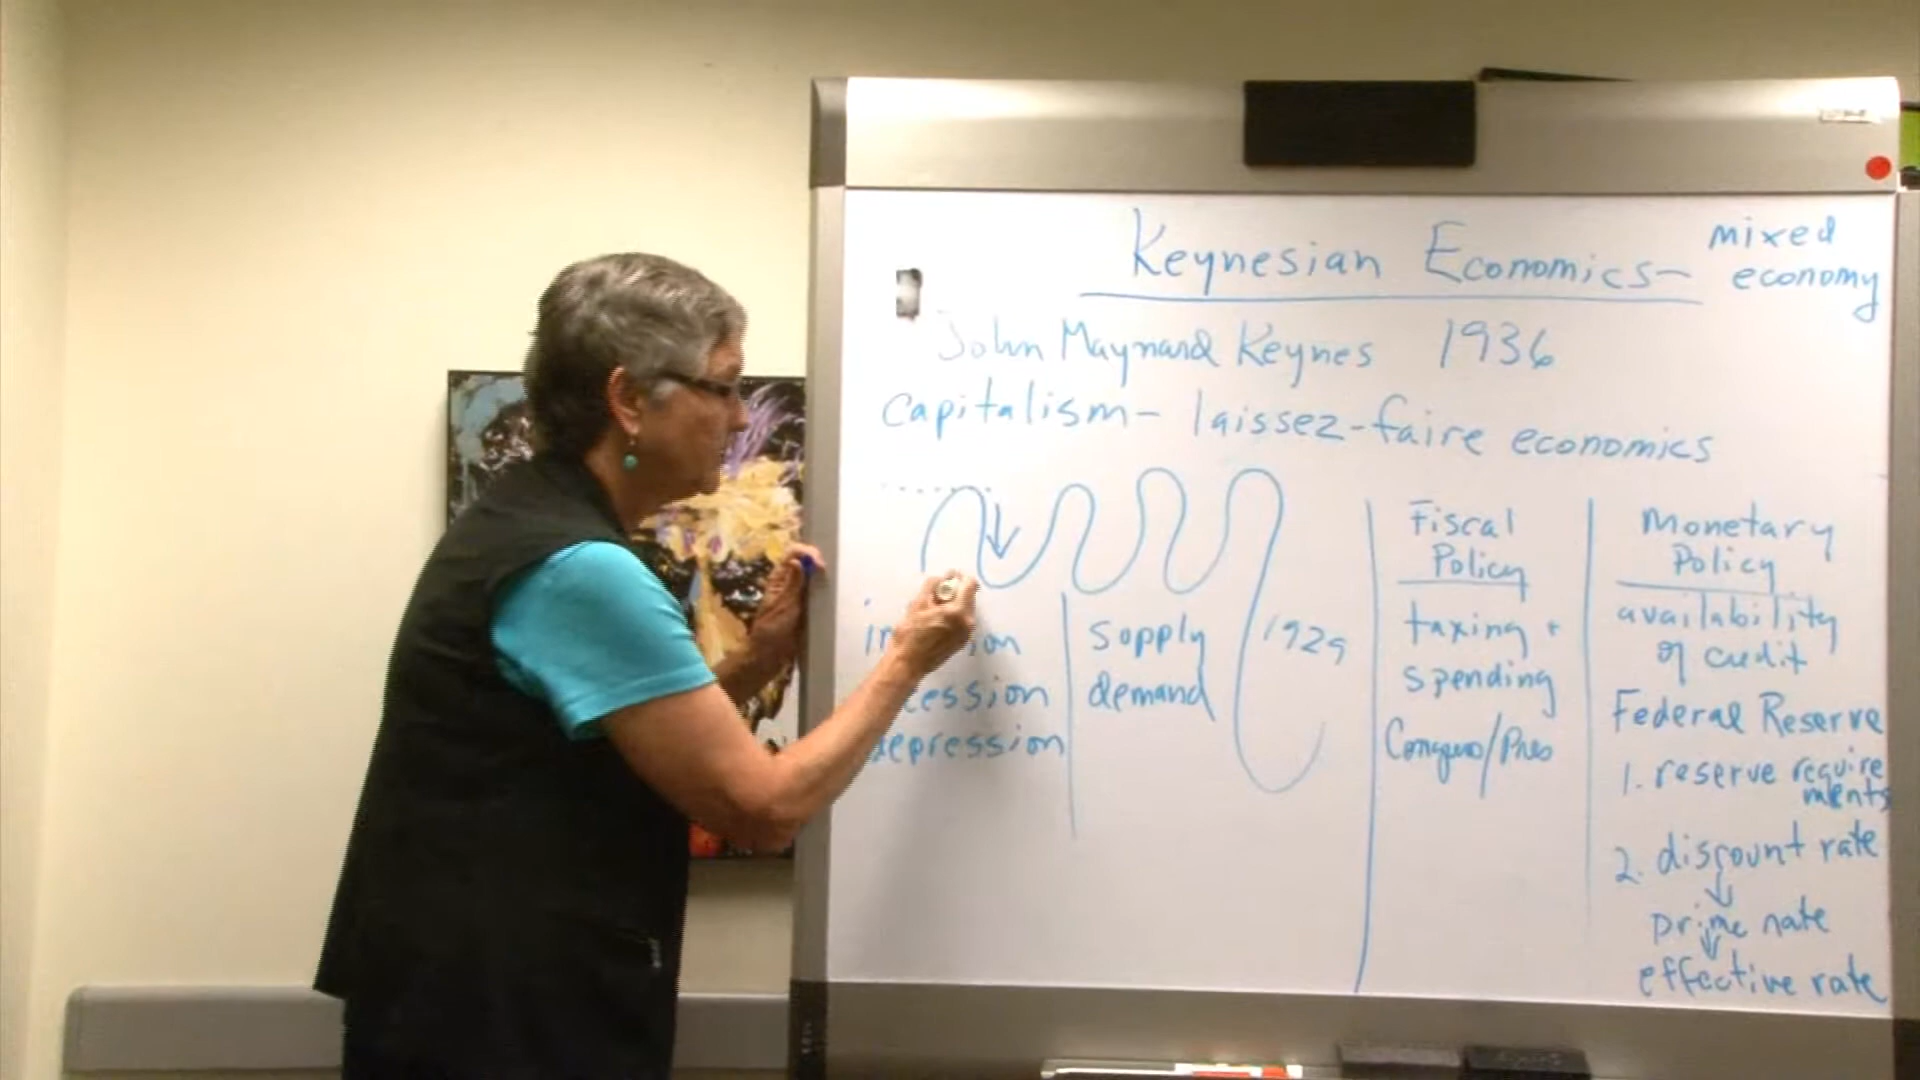 Keynesian Economics- mixed
economy
John Maynard Keynes 1936
capitalism- laissez-faire economics
depression
supply
demand
1929
Fiscal
Policy
taxing +
spending
Congress/Pres
Monetary
Policy
availability
of credit
Federal Reserve
1. reserve require
ments
2. discount rate
prime rate
effective rate